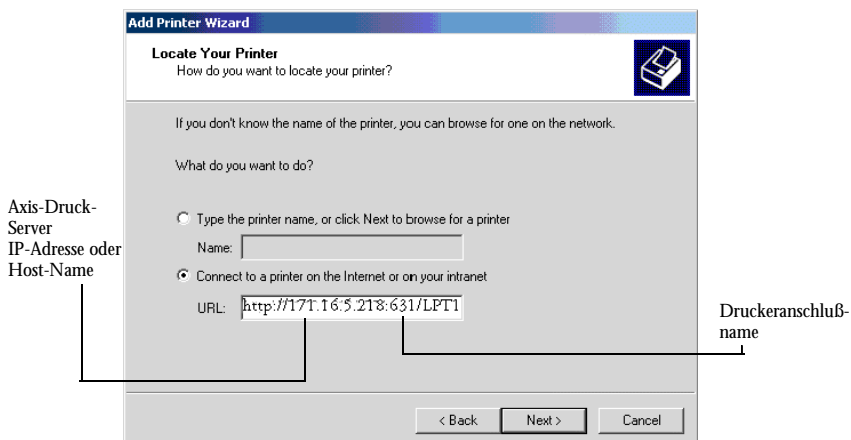 Add Printer Wizard
Locate Your Printer
How do you want to locate your printer?
If you don't know the name of the printer, you can browse for one on the network.
What do you want to do?
Axis-Druck-
Server
IP-Adresse oder
Host-Name
Type the printer name, or click Next to browse for a printer
Name:
Connect to a printer on the Internet or on your intranet
URL: http://171.16.5.218:631/LPT1
Druckeranschluß-
name
< Back Next > Cancel